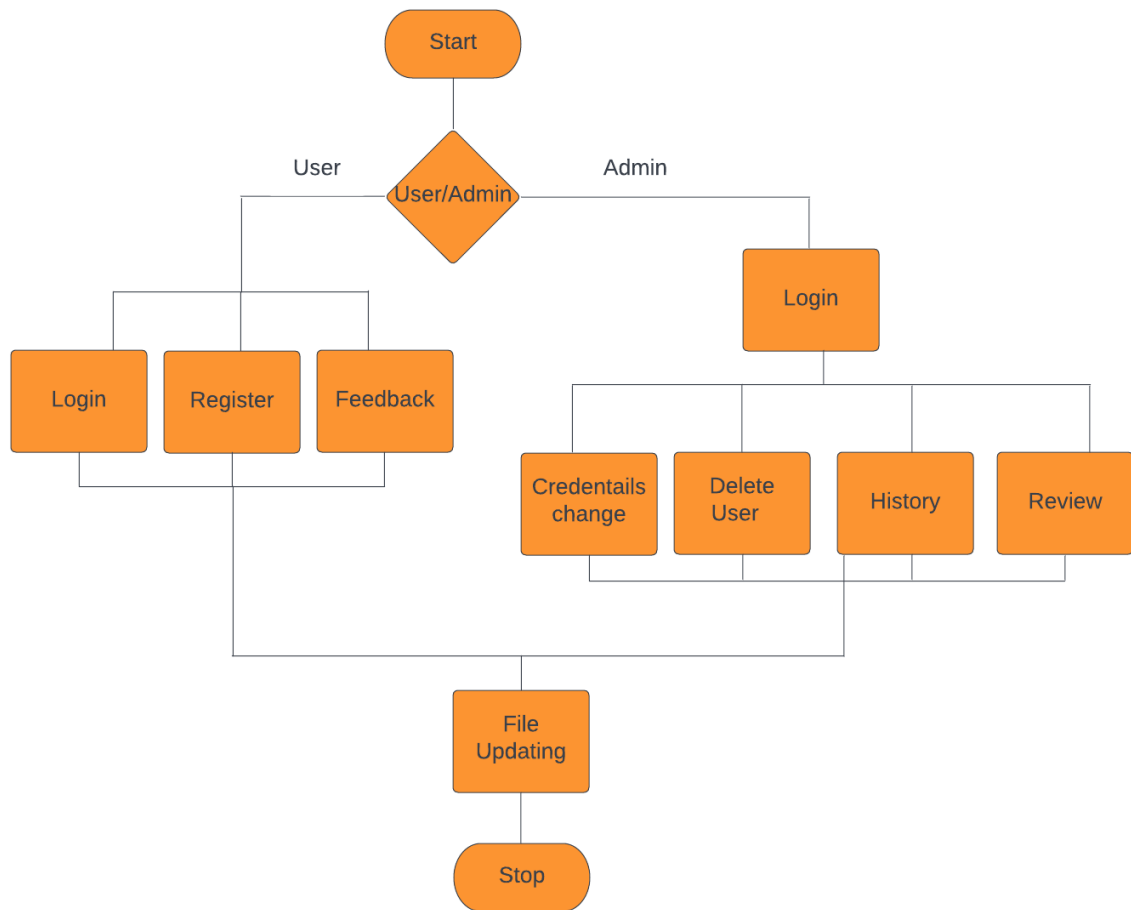 Start
User
Admin
User/Admin
Login
Login
Register
Feedback
Credentails
change
Delete
User
History
Review
File
Updating
Stop